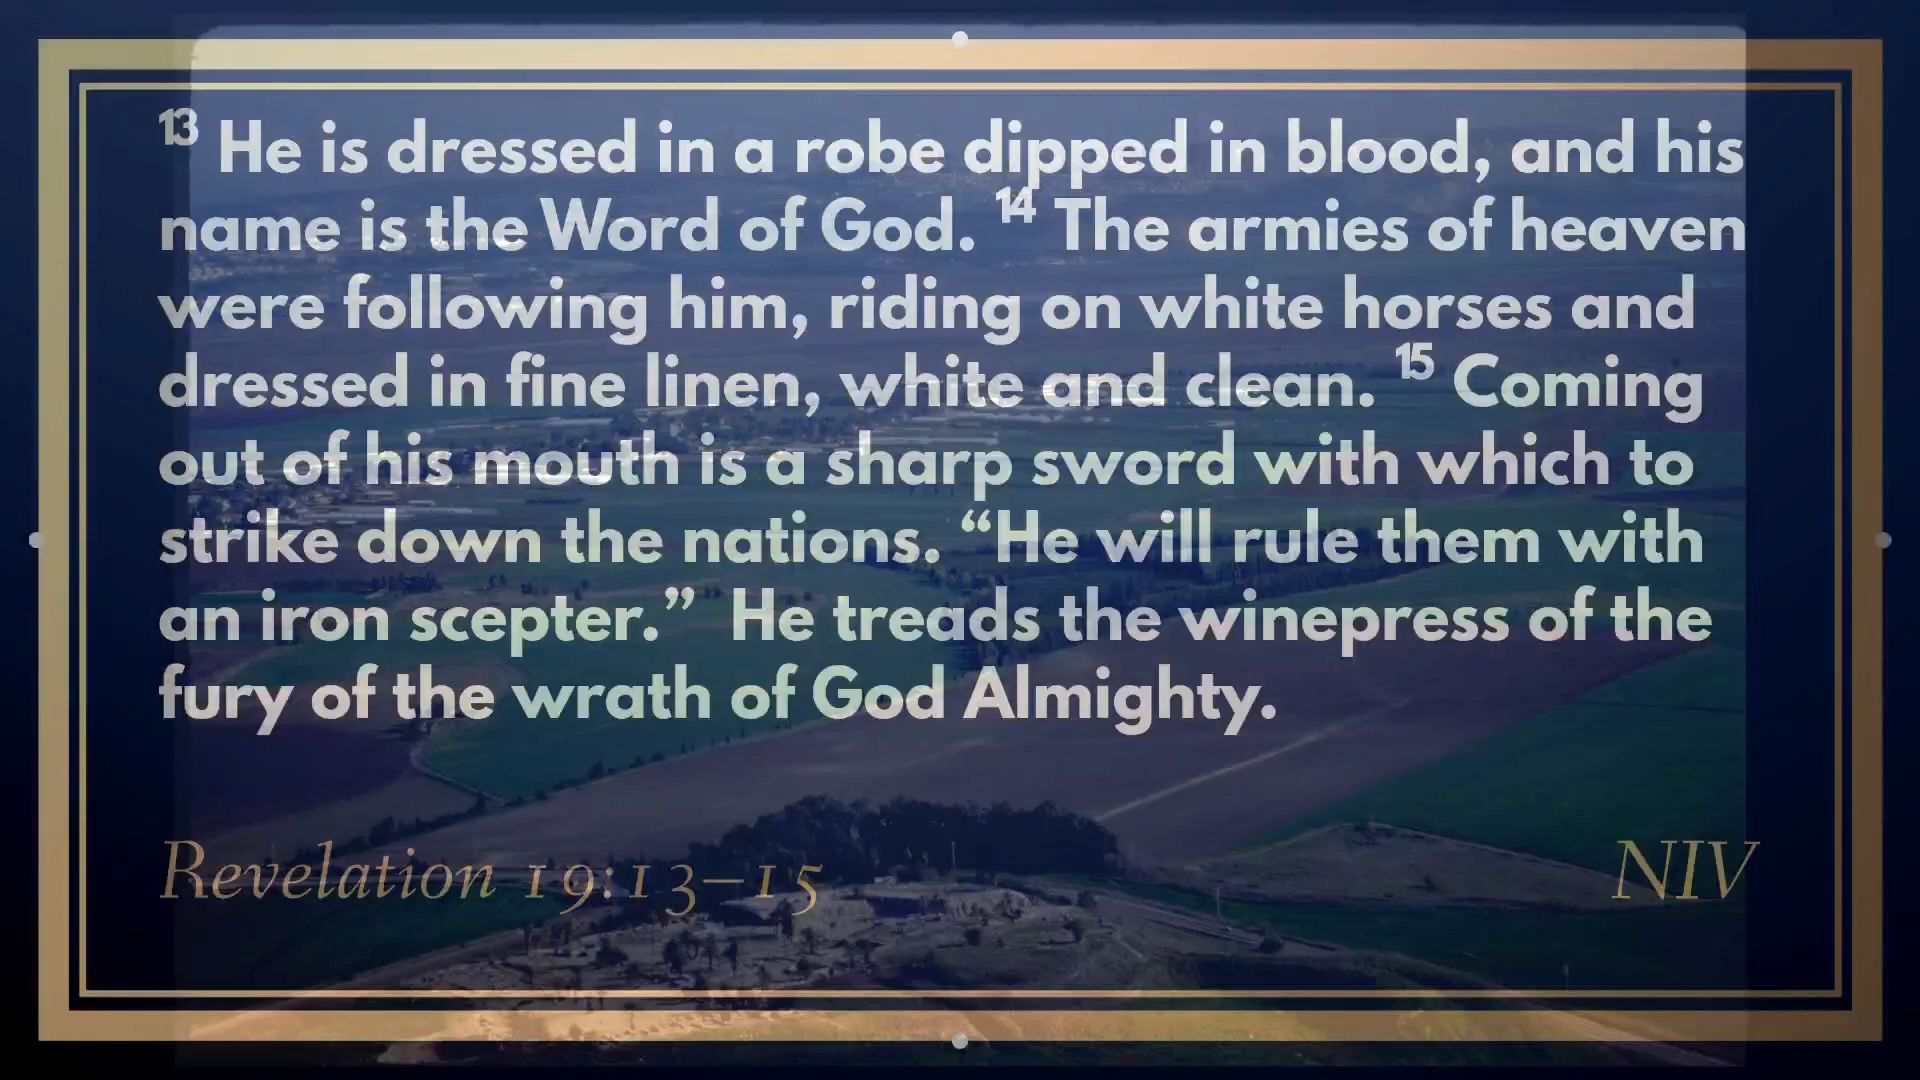 13 He is dressed in a robe dipped in blood, and his
name is the Word of God. 14 The armies of heaven
were following him, riding on white horses and
dressed in fine linen, white and clean. 15 Coming
out of his mouth is a sharp sword with which to
strike down the nations. “He will rule them with
an iron scepter.” He treads the winepress of the
fury of the wrath of God Almighty.
Revelation 19:13–15 NIV